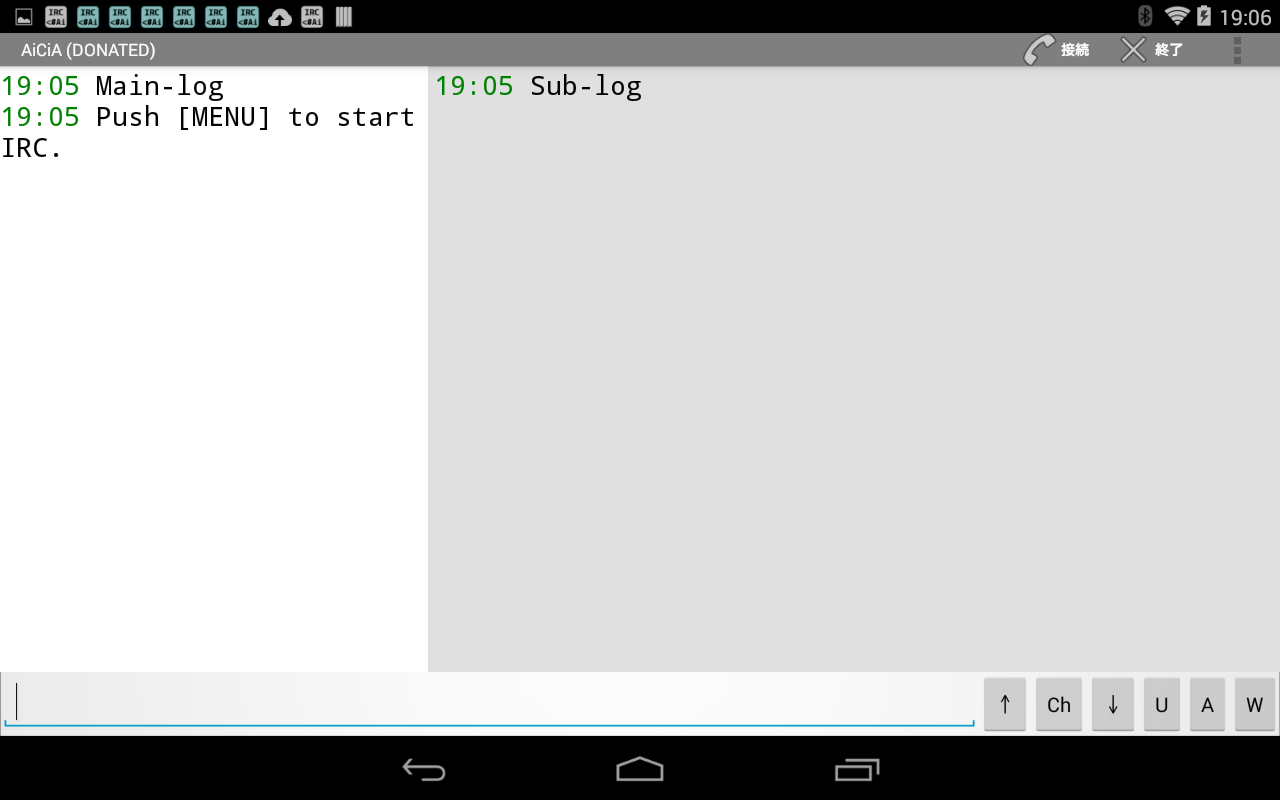 IRC <#Ai IRC <#Ai IRC <#Ai IRC <#Ai IRC <#Ai IRC <#Ai IRC <#Ai IRC <#Ai 19:06
AiCiA (DONATED) 接続 終了
19:05 Main-log
19:05 Push [MENU] to start
IRC.
19:05 Sub-log
↑ Ch ↓ U A W